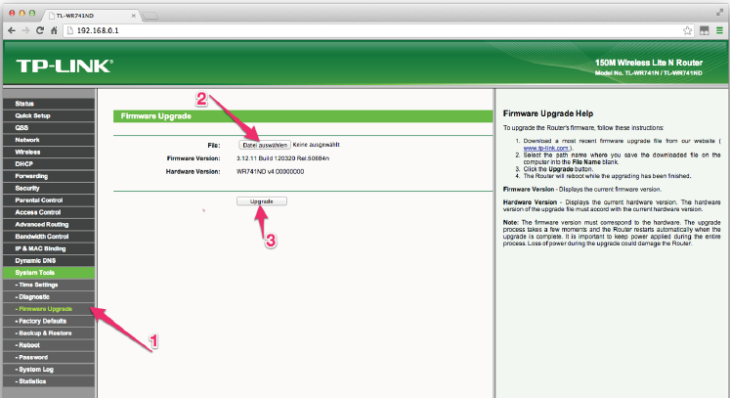 TL-WR741ND
192.168.0.1
TP-LINK®
150M Wireless Lite N Router
Model No. TL-WR741N / TL-WR741ND
Status
Quick Setup
QSS
Network
Wireless
DHCP
Forwarding
Security
Parental Control
Access Control
Advanced Routing
Bandwidth Control
IP & MAC Binding
Dynamic DNS
System Tools
- Time Settings
- Diagnostic
- Firmware Upgrade
- Factory Defaults
- Backup & Restore
- Reboot
- Password
- System Log
- Statistics
1
2
Firmware Upgrade
File: Datei auswählen Keine ausgewählt
Firmware Version: 3.12.11 Build 120320 Rel.50694n
Hardware Version: WR741ND v4 00000000
Upgrade
3
Firmware Upgrade Help
To upgrade the Router's firmware, follow these instructions:
1. Download a most recent firmware upgrade file from our website (
www.tp-link.com ).
2. Select the path name where you save the downloaded file on the
computer into the File Name blank.
3. Click the Upgrade button.
4. The Router will reboot while the upgrading has been finished.
Firmware Version - Displays the current firmware version.
Hardware Version - Displays the current hardware version. The hardware
version of the upgrade file must accord with the current hardware version.
Note: The firmware version must correspond to the hardware. The upgrade
process takes a few moments and the Router restarts automatically when the
upgrade is complete. It is important to keep power applied during the entire
process. Loss of power during the upgrade could damage the Router.